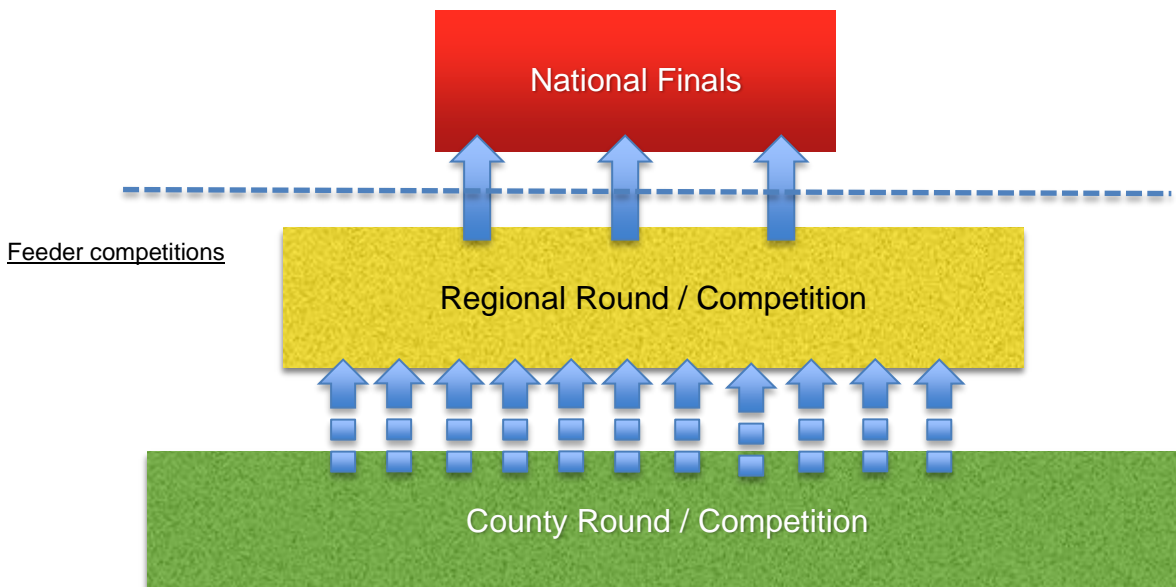 National Finals
Feeder competitions
Regional Round / Competition
County Round / Competition